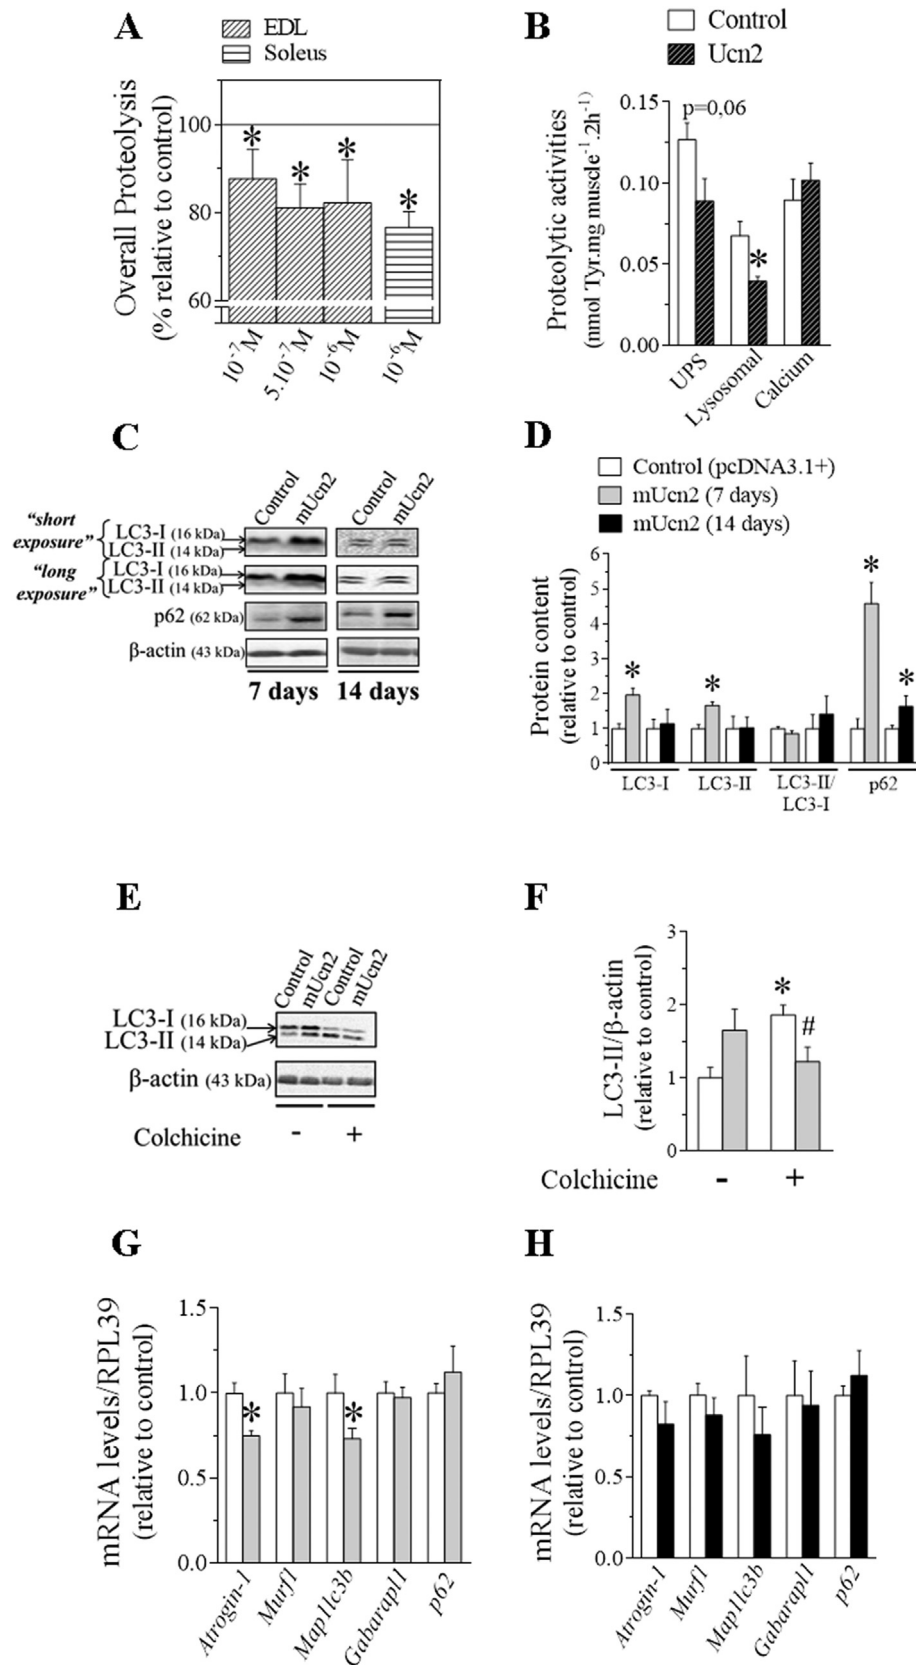 A
EDL
Soleus
Overall Proteolysis
(% relative to control)
100
80
60
* * * *
10⁻⁷M
5.10⁻⁷M
10⁻⁶M
10⁻⁶M
B
Control
Ucn2
Proteolytic activities
(nmol Tyr.mg muscle⁻¹.2h⁻¹)
0.15
0.10
0.05
0.00
p=0,06
*
UPS
Lysosomal
Calcium
C
Control
mUcn2
Control
mUcn2
"short exposure"
LC3-I (16 kDa)
LC3-II (14 kDa)
"long exposure"
LC3-I (16 kDa)
LC3-II (14 kDa)
p62 (62 kDa)
β-actin (43 kDa)
7 days 14 days
D
Control (pcDNA3.1+)
mUcn2 (7 days)
mUcn2 (14 days)
Protein content
(relative to control)
6
5
4
3
2
1
0
* * * *
LC3-I
LC3-II
LC3-II/
LC3-I
p62
E
Control
mUcn2
Control
mUcn2
LC3-I (16 kDa)
LC3-II (14 kDa)
β-actin (43 kDa)
Colchicine - +
F
LC3-II/β-actin
(relative to control)
3
2
1
0
* #
Colchicine - +
G
mRNA levels/RPL39
(relative to control)
1.5
1.0
0.5
0.0
* *
Atrogin-1
Murf1
Map1lc3b
Gabarapl1
p62
H
mRNA levels/RPL39
(relative to control)
1.5
1.0
0.5
0.0
Atrogin-1
Murf1
Map1lc3b
Gabarapl1
p62